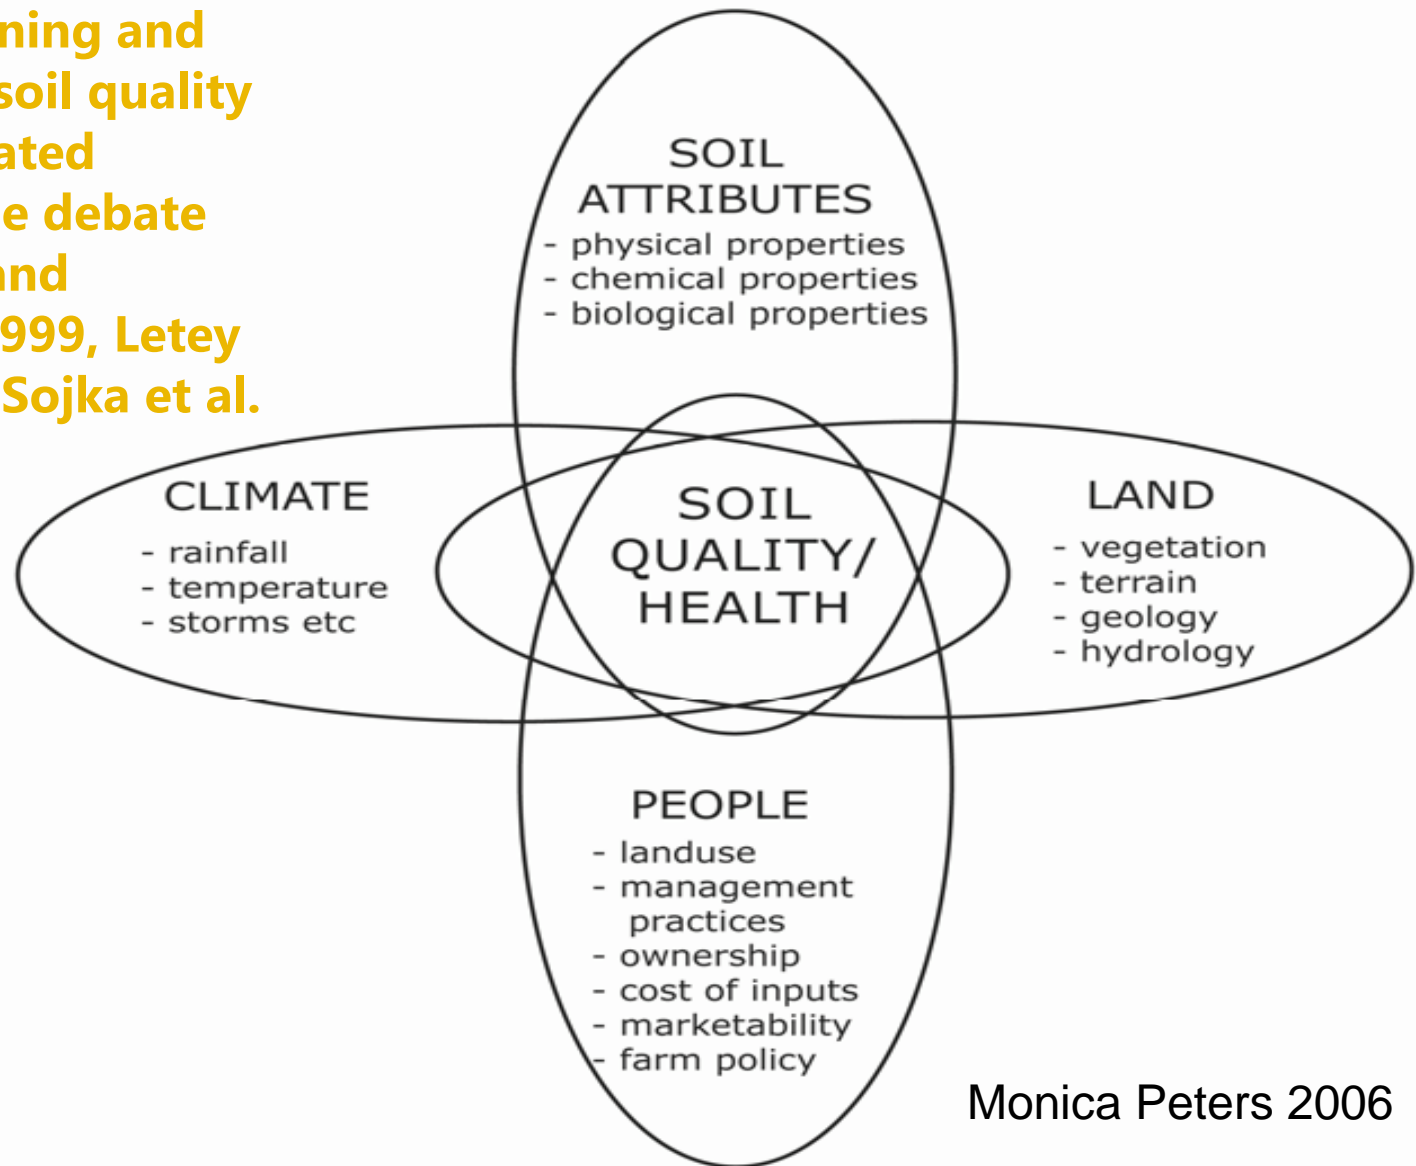 ning and
soil quality
ated
e debate
and
999, Letey
Sojka et al.
SOIL
ATTRIBUTES
- physical properties
- chemical properties
- biological properties
CLIMATE
- rainfall
- temperature
- storms etc
SOIL
QUALITY/
HEALTH
LAND
- vegetation
- terrain
- geology
- hydrology
PEOPLE
- landuse
- management
practices
- ownership
- cost of inputs
- marketability
- farm policy
Monica Peters 2006